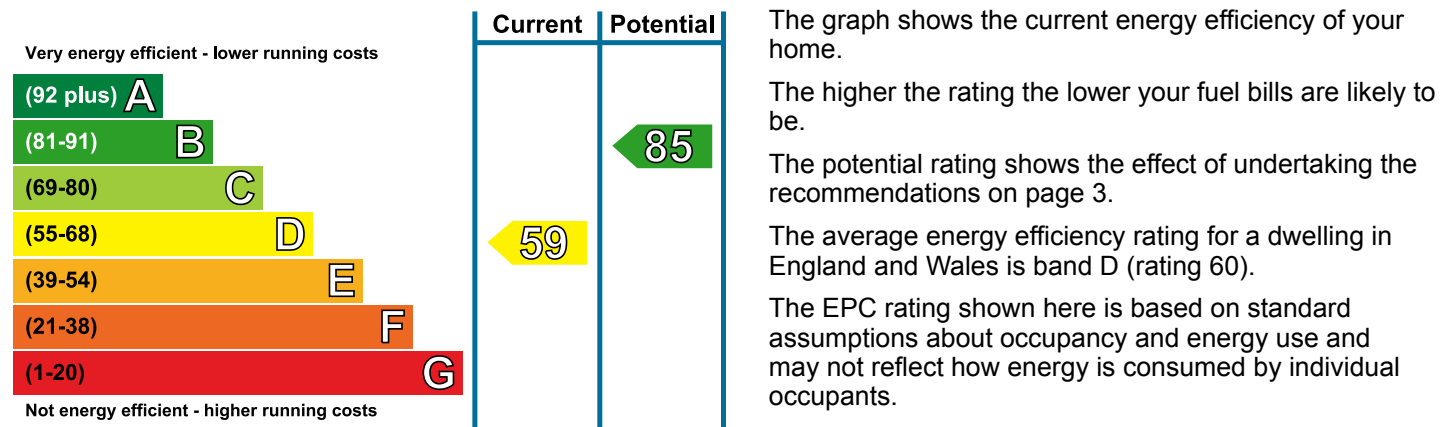 Current Potential
Very energy efficient - lower running costs
(92 plus) A
(81-91) B
85
(69-80) C
(55-68) D
59
(39-54) E
(21-38) F
(1-20) G
Not energy efficient - higher running costs
The graph shows the current energy efficiency of your
home.
The higher the rating the lower your fuel bills are likely to
be.
The potential rating shows the effect of undertaking the
recommendations on page 3.
The average energy efficiency rating for a dwelling in
England and Wales is band D (rating 60).
The EPC rating shown here is based on standard
assumptions about occupancy and energy use and
may not reflect how energy is consumed by individual
occupants.